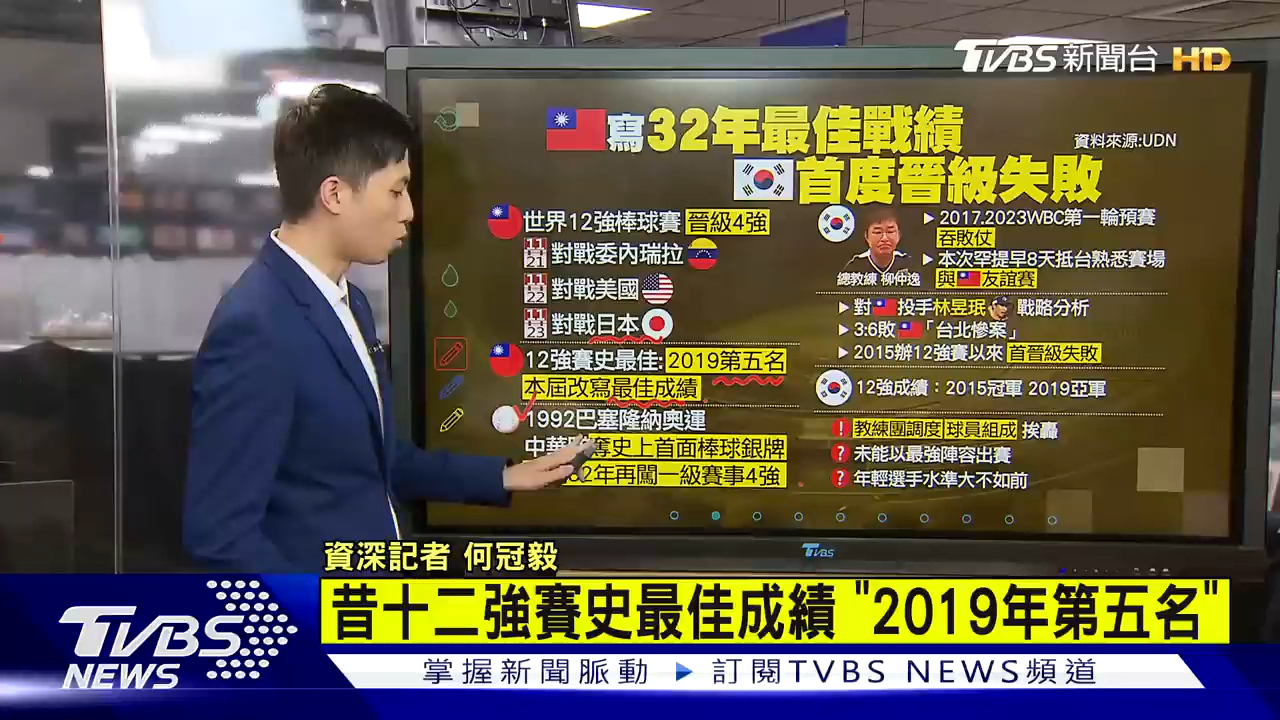 TVBS新聞台 HD
寫32年最佳戰績
資料來源:UDN
首度晉級失敗
世界12強棒球賽 晉級4強
11 21 對戰委內瑞拉
11 22 對戰美國
11 23 對戰日本
12強賽史最佳:2019第五名
本屆改寫最佳成績
1992巴塞隆納奧運
中華 奪史上首面棒球銀牌
2年再闖一級賽事4強
▶ 2017.2023WBC第一輪預賽
吞敗仗
▶ 本次罕提早8天抵台熟悉賽場
與 友誼賽
總教練 柳仲逸
▶ 對 投手林昱珉 戰略分析
▶ 3:6敗 「台北慘案」
▶ 2015辦12強賽以來 首晉級失敗
12強成績：2015冠軍 2019亞軍
! 教練團調度 球員組成 挨轟
? 未能以最強陣容出賽
? 年輕選手水準大不如前
TVBS
資深記者 何冠毅
昔十二強賽史最佳成績 "2019年第五名"
TVBS NEWS
掌握新聞脈動 ▶ 訂閱TVBS NEWS頻道